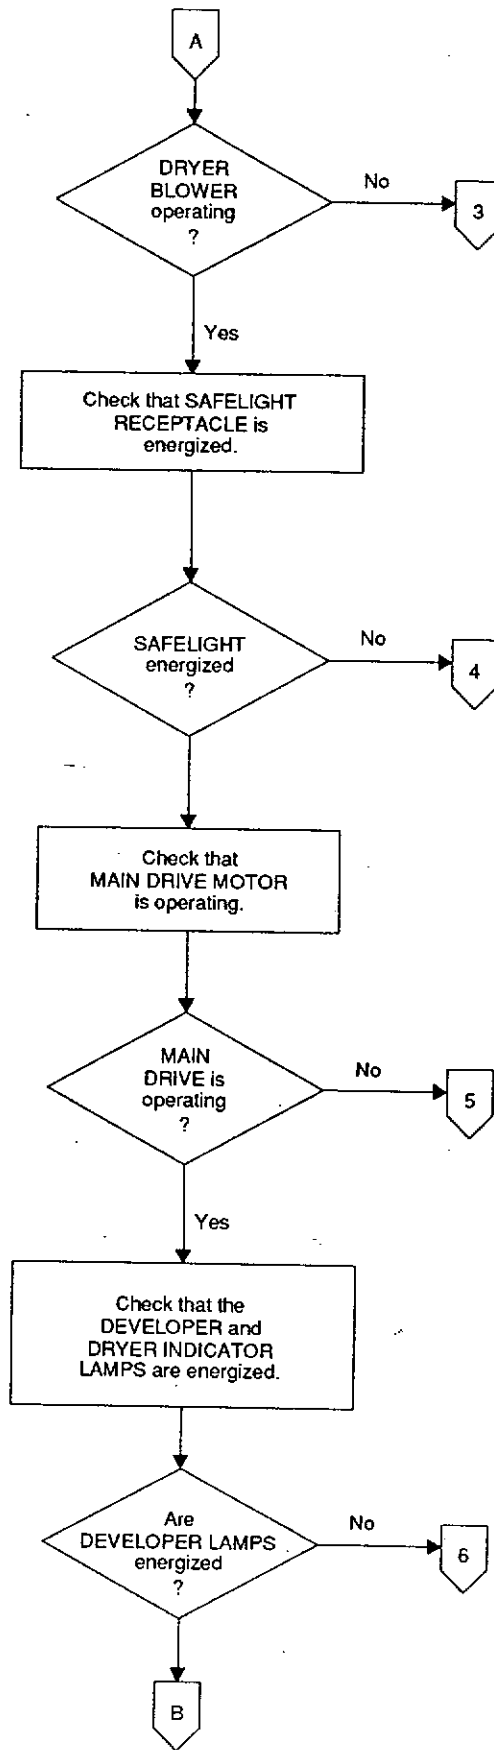 A
DRYER
BLOWER
operating
?
No
3
Yes
Check that SAFELIGHT
RECEPTACLE is
energized.
SAFELIGHT
energized
?
No
4
Check that
MAIN DRIVE MOTOR
is operating.
MAIN
DRIVE is
operating
?
No
5
Yes
Check that the
DEVELOPER and
DRYER INDICATOR
LAMPS are energized.
Are
DEVELOPER LAMPS
energized
?
No
6
B